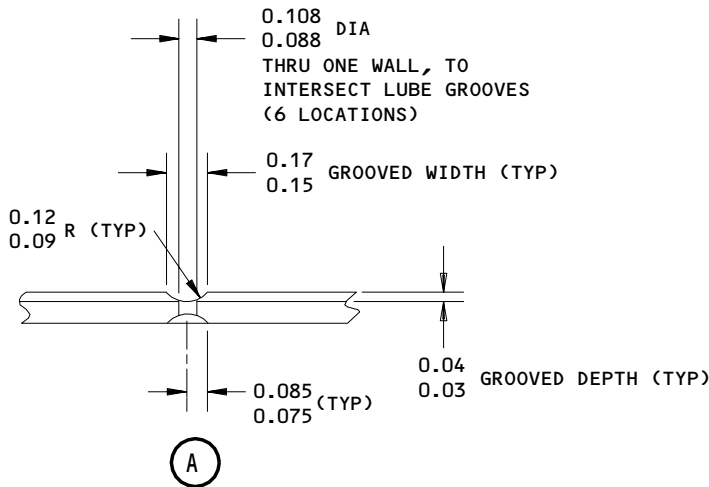 0.108
0.088 DIA
THRU ONE WALL, TO
INTERSECT LUBE GROOVES
(6 LOCATIONS)
0.17
0.15 GROOVED WIDTH (TYP)
0.12
0.09 R (TYP)
0.04
0.03 GROOVED DEPTH (TYP)
0.085
0.075 (TYP)
A